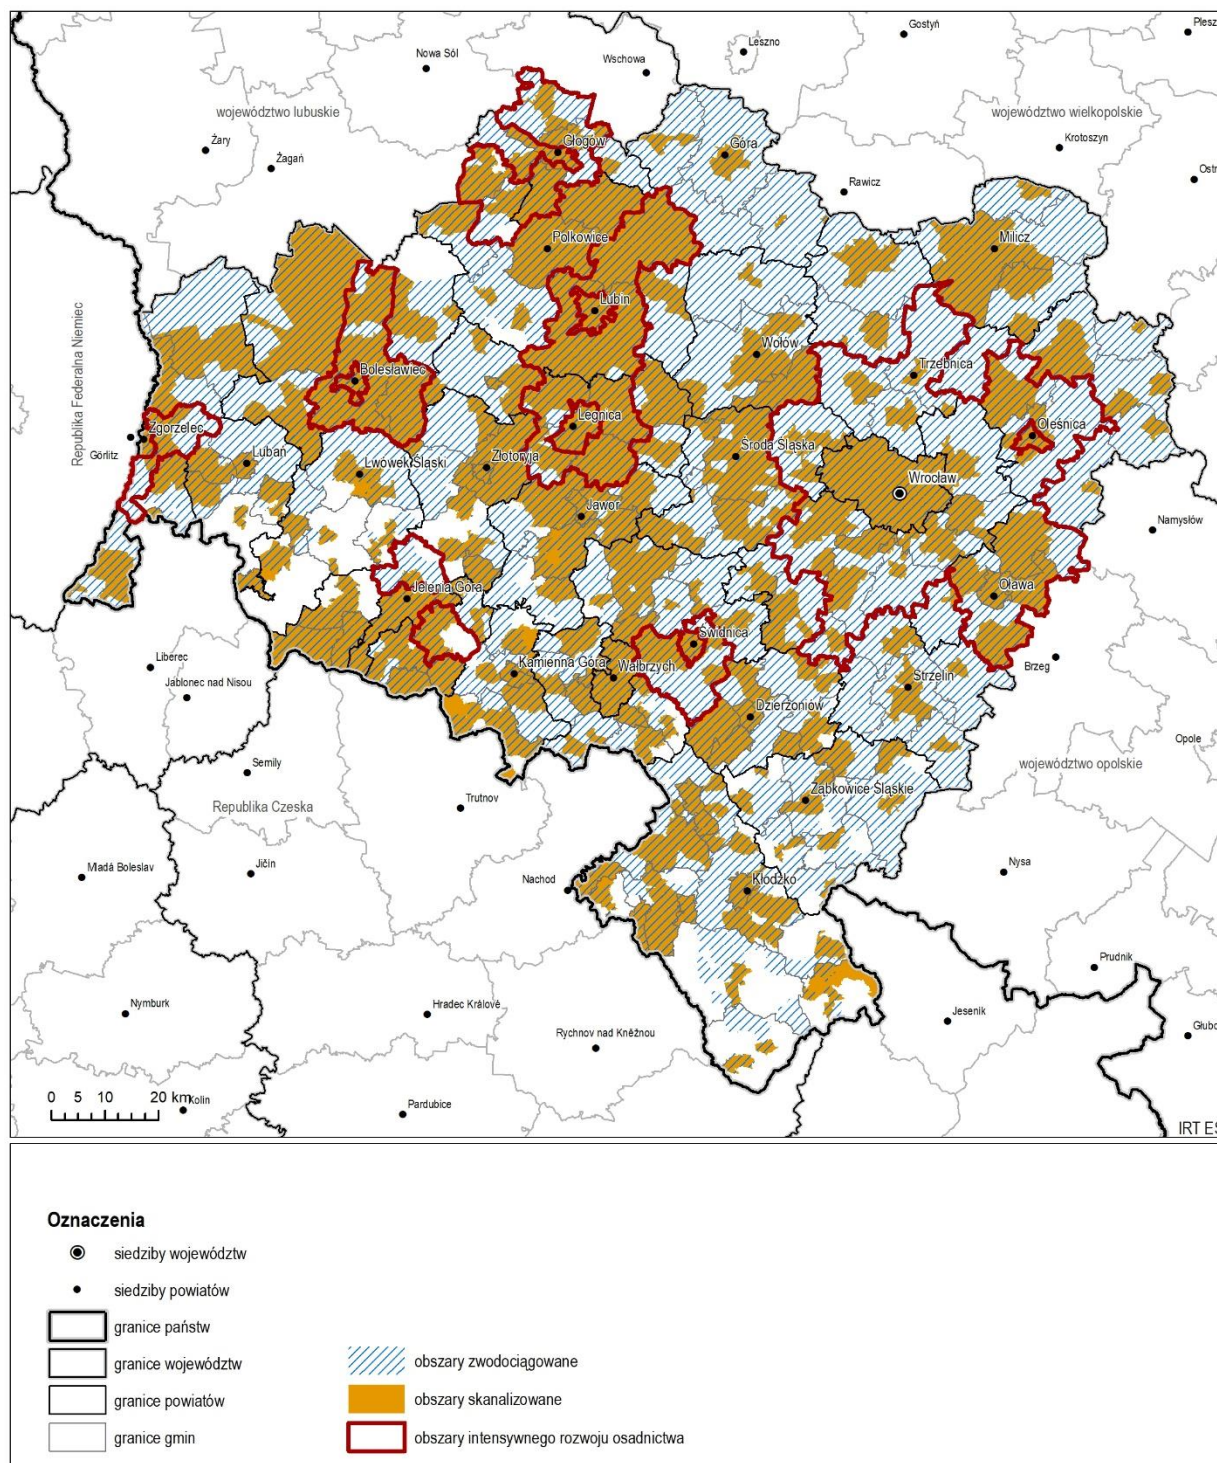 Gostyń
Plesz
Leszno
Nowa Sól
Wschowa
województwo lubuskie
województwo wielkopolskie
Krotoszyn
Żary
Żagań
Głogów
Góra
Rawicz
Ostr
Polkowice
Milicz
Republika Federalna Niemiec
Lubin
Wołów
Trzebnica
Bolesławiec
Legnica
Oleśnica
Zgorzelec
Görlitz
Lubań
Lwówek Śląski
Złotoryja
Środa Śląska
Wrocław
Jawor
Namysłów
Jelenia Góra
Oława
Świdnica
Liberec
Kamienna Góra
Wałbrzych
Brzeg
Jablonec nad Nisou
Strzelin
Dzierżoniów
Opole
Semily
województwo opolskie
Republika Czeska
Trutnov
Ząbkowice Śląskie
Mladá Boleslav
Jičín
Nachod
Kłodzko
Nysa
Prudnik
Nymburk
Hradec Králové
Rychnov nad Kněžnou
Jesenik
Głubc
0 5 10 20 km
Kolín
Pardubice
IRT ES
Oznaczenia
siedziby województw
siedziby powiatów
granice państw
granice województw
granice powiatów
granice gmin
obszary zwodociągowane
obszary skanalizowane
obszary intensywnego rozwoju osadnictwa